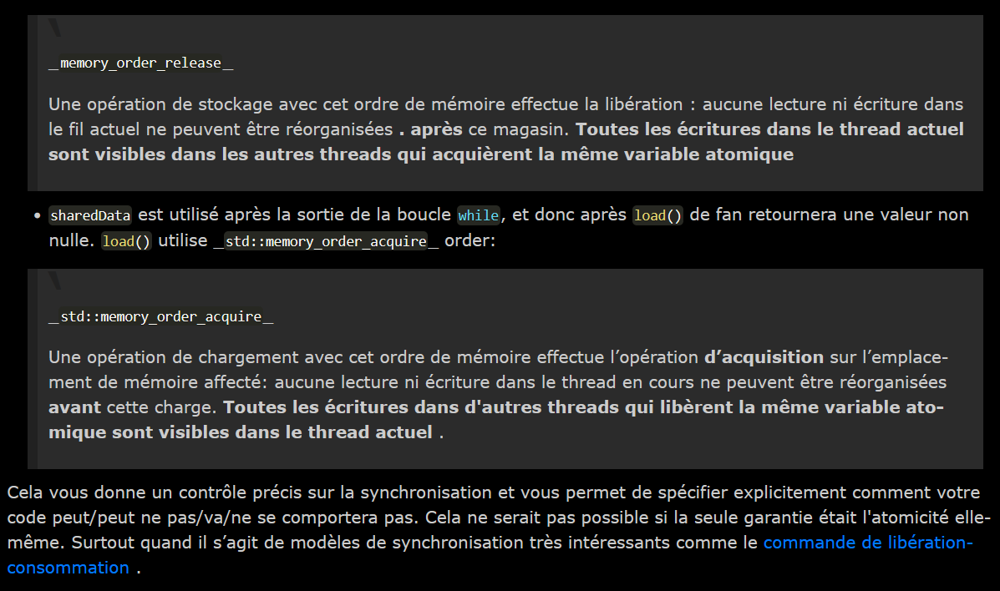 _memory_order_release_
Une opération de stockage avec cet ordre de mémoire effectue la libération : aucune lecture ni écriture dans
le fil actuel ne peuvent être réorganisées . après ce magasin. Toutes les écritures dans le thread actuel
sont visibles dans les autres threads qui acquièrent la même variable atomique
• sharedData est utilisé après la sortie de la boucle while, et donc après load() de fan retournera une valeur non
nulle. load() utilise _std::memory_order_acquire_ order:
_std::memory_order_acquire_
Une opération de chargement avec cet ordre de mémoire effectue l’opération d’acquisition sur l’emplace-
ment de mémoire affecté: aucune lecture ni écriture dans le thread en cours ne peuvent être réorganisées
avant cette charge. Toutes les écritures dans d'autres threads qui libèrent la même variable ato-
mique sont visibles dans le thread actuel .
Cela vous donne un contrôle précis sur la synchronisation et vous permet de spécifier explicitement comment votre
code peut/peut ne pas/va/ne se comportera pas. Cela ne serait pas possible si la seule garantie était l'atomicité elle-
même. Surtout quand il s’agit de modèles de synchronisation très intéressants comme le commande de libération-
consommation .